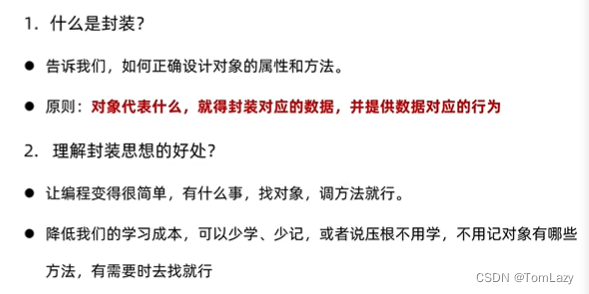 1. 什么是封装？
● 告诉我们，如何正确设计对象的属性和方法。
● 原则：对象代表什么，就得封装对应的数据，并提供数据对应的行为
2. 理解封装思想的好处？
● 让编程变得很简单，有什么事，找对象，调方法就行。
● 降低我们的学习成本，可以少学、少记，或者说压根不用学，不用记对象有哪些
方法，有需要时去找就行
CSDN @TomLazy